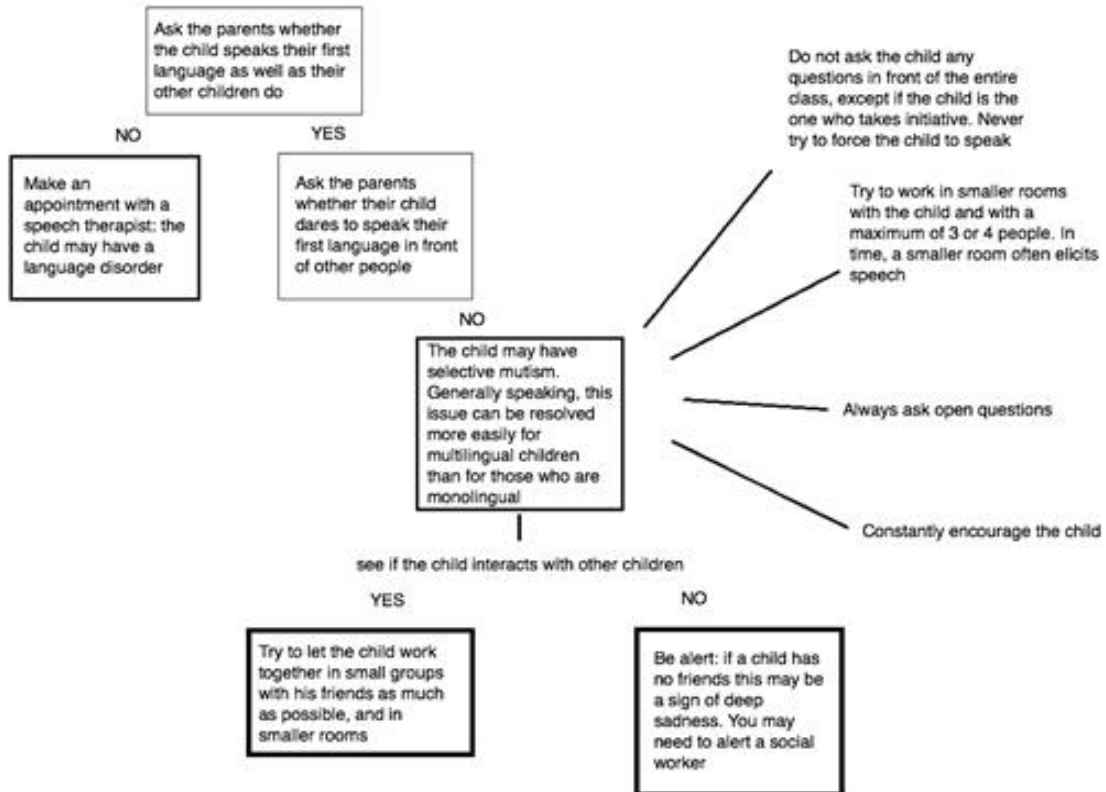 Ask the parents whether
the child speaks their first
language as well as their
other children do
NO
YES
Make an
appointment with a
speech therapist: the
child may have a
language disorder
Ask the parents
whether their child
dares to speak their
first language in front
of other people
NO
The child may have
selective mutism.
Generally speaking, this
issue can be resolved
more easily for
multilingual children
than for those who are
monolingual
Do not ask the child any
questions in front of the entire
class, except if the child is the
one who takes initiative. Never
try to force the child to speak
Try to work in smaller rooms
with the child and with a
maximum of 3 or 4 people. In
time, a smaller room often elicits
speech
Always ask open questions
Constantly encourage the child
see if the child interacts with other children
YES
NO
Try to let the child work
together in small groups
with his friends as much
as possible, and in
smaller rooms
Be alert: if a child has
no friends this may be
a sign of deep
sadness. You may
need to alert a social
worker